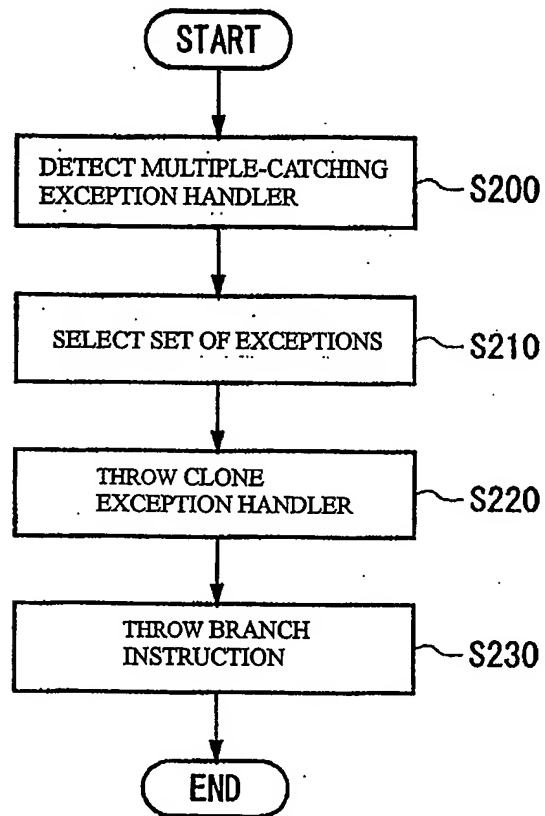 START
DETECT MULTIPLE-CATCHING
EXCEPTION HANDLER
S200
SELECT SET OF EXCEPTIONS
S210
THROW CLONE
EXCEPTION HANDLER
S220
THROW BRANCH
INSTRUCTION
S230
END